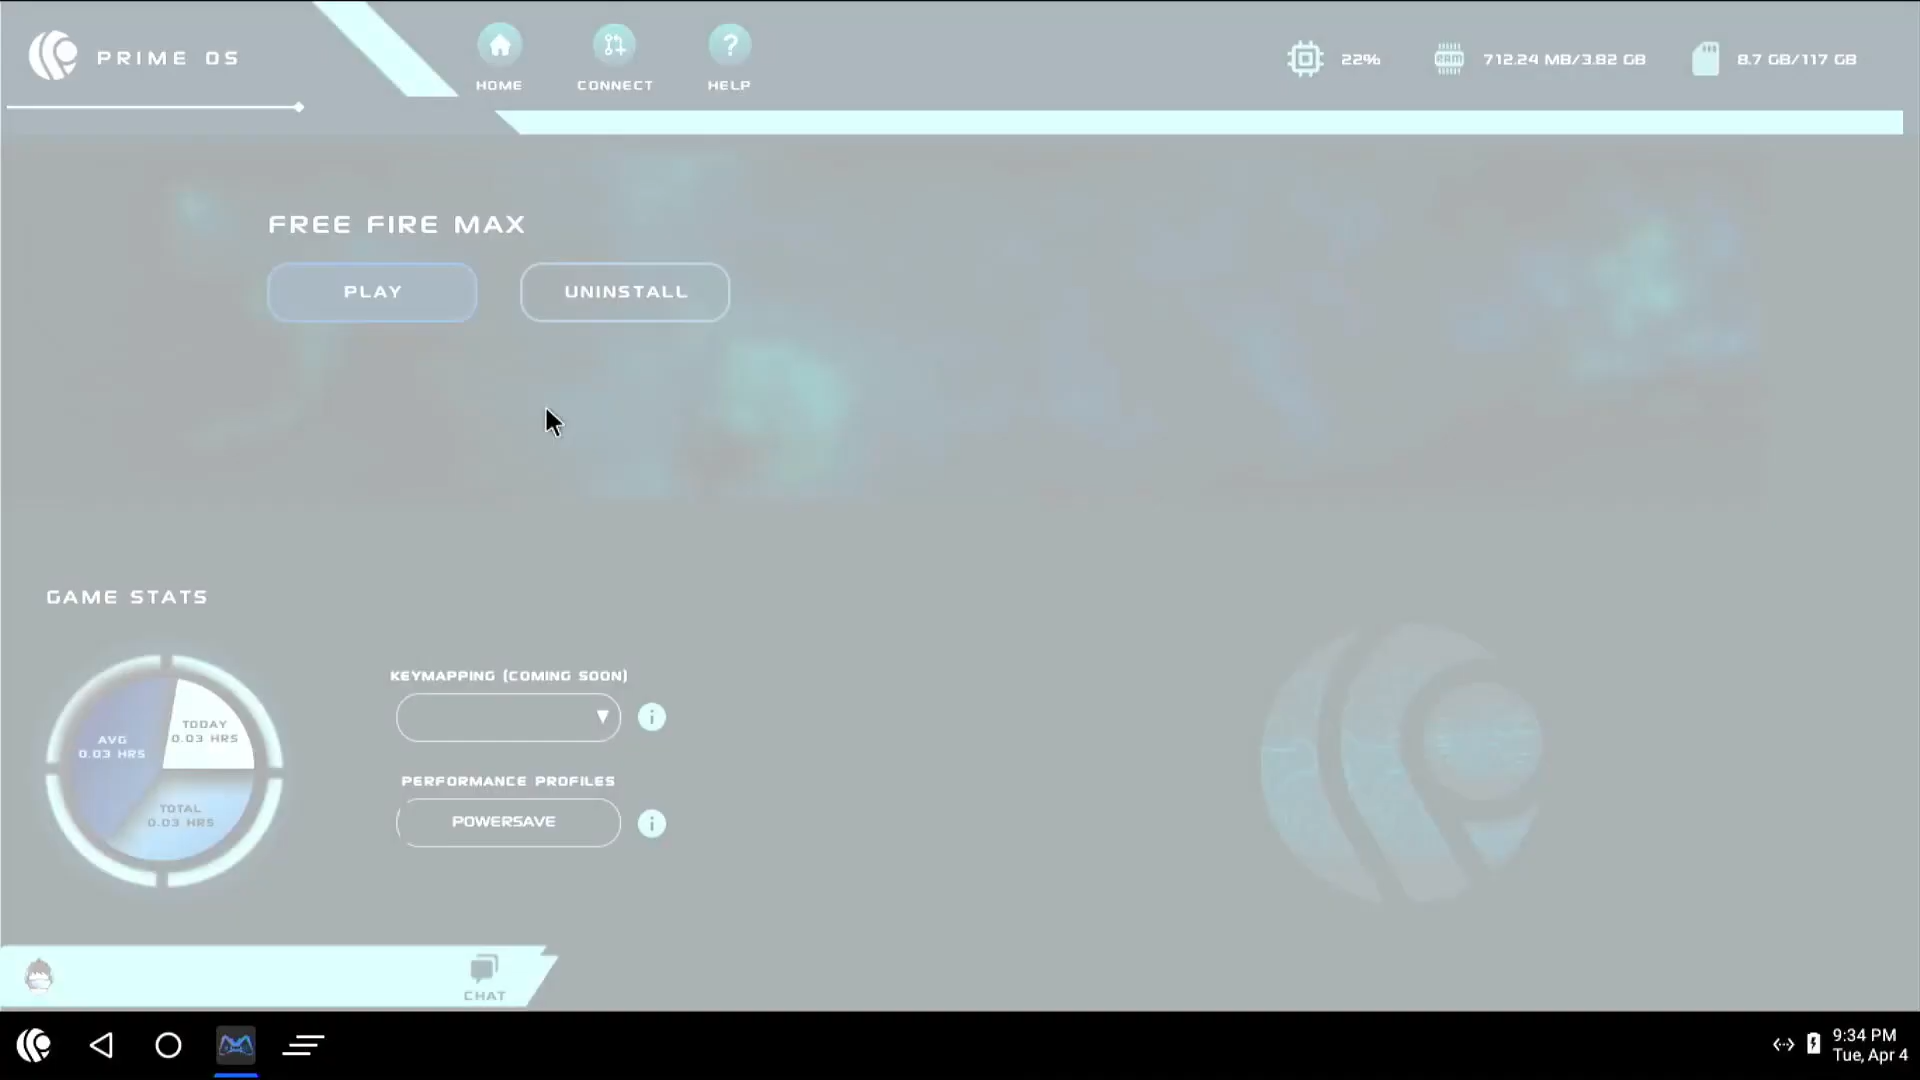 PRIME OS
HOME
CONNECT
HELP
22%
RAM
712.24 MB/3.82 GB
8.7 GB/117 GB
FREE FIRE MAX
PLAY
UNINSTALL
GAME STATS
AVG
0.03 HRS
TODAY
0.03 HRS
TOTAL
0.03 HRS
KEYMAPPING (COMING SOON)
PERFORMANCE PROFILES
POWERSAVE
CHAT
9:34 PM
Tue, Apr 4